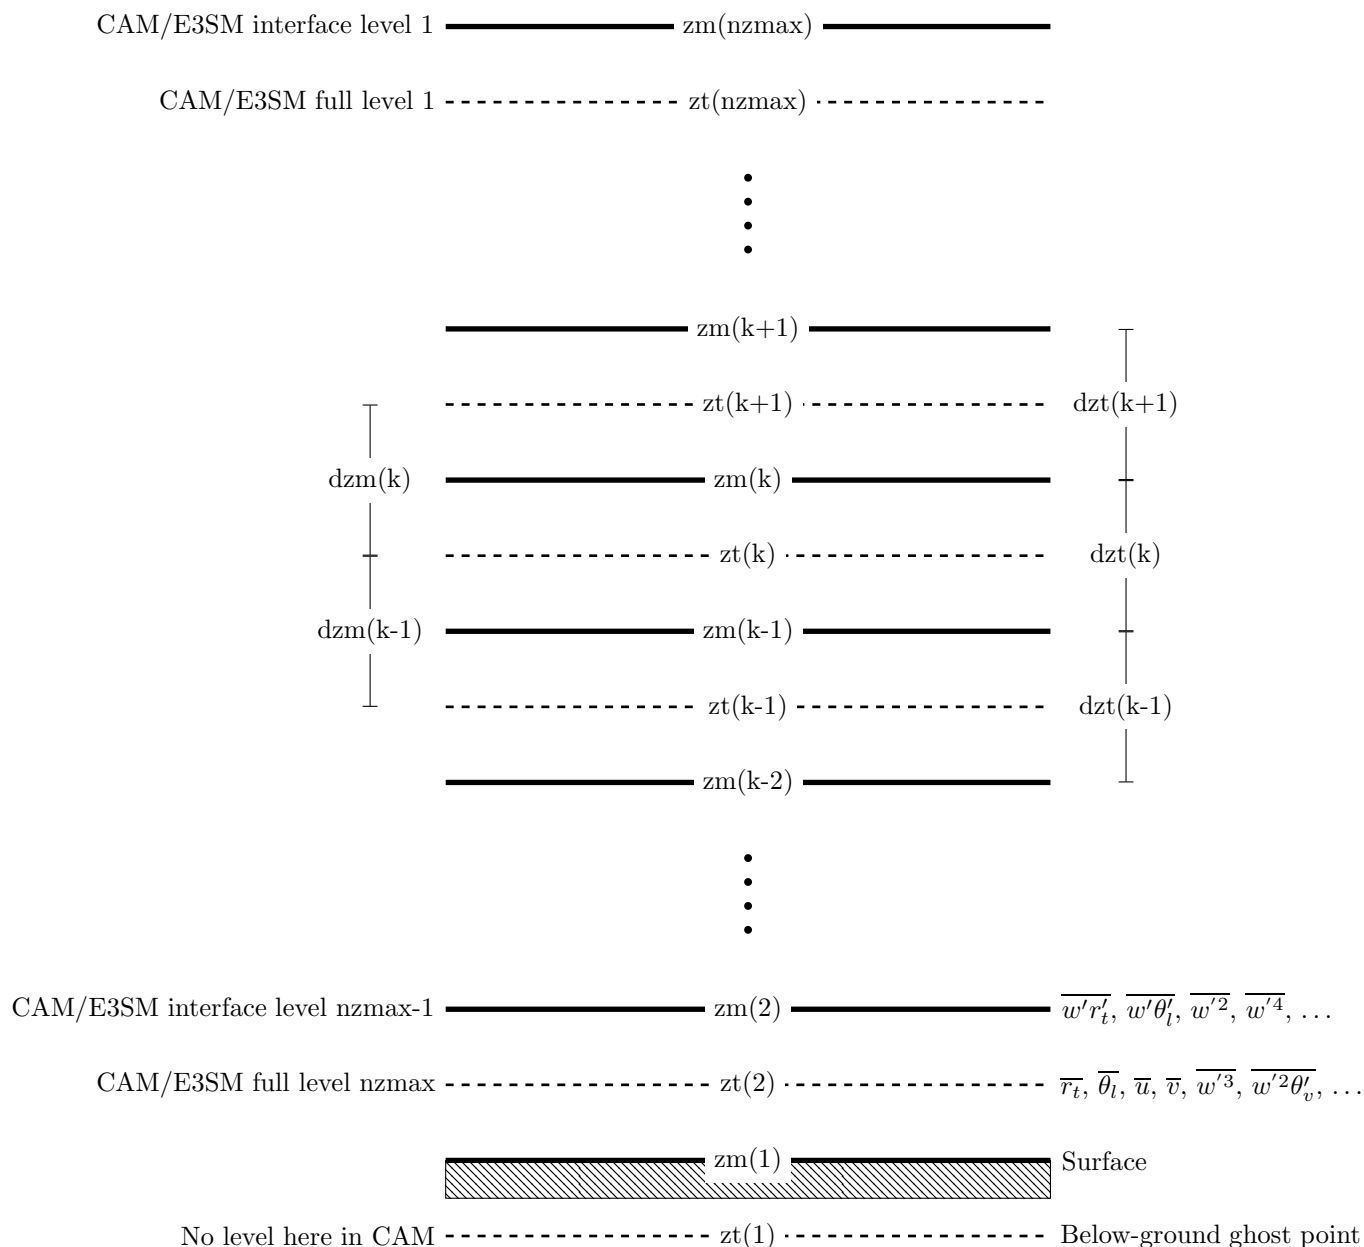 CAM/E3SM interface level 1 zm(nzmax)
CAM/E3SM full level 1 zt(nzmax)
zm(k+1)
zt(k+1) dzt(k+1)
dzm(k) zm(k)
zt(k) dzt(k)
dzm(k-1) zm(k-1)
zt(k-1) dzt(k-1)
zm(k-2)
CAM/E3SM interface level nzmax-1 zm(2) $\overline{w'r_t'}$, $\overline{w'\theta_l'}$, $\overline{w'^2}$, $\overline{w'^4}$, …
CAM/E3SM full level nzmax zt(2) $\overline{r_t}$, $\overline{\theta_l}$, $\overline{u}$, $\overline{v}$, $\overline{w'^3}$, $\overline{w'^2\theta_v'}$, …
zm(1) Surface
No level here in CAM zt(1) Below-ground ghost point